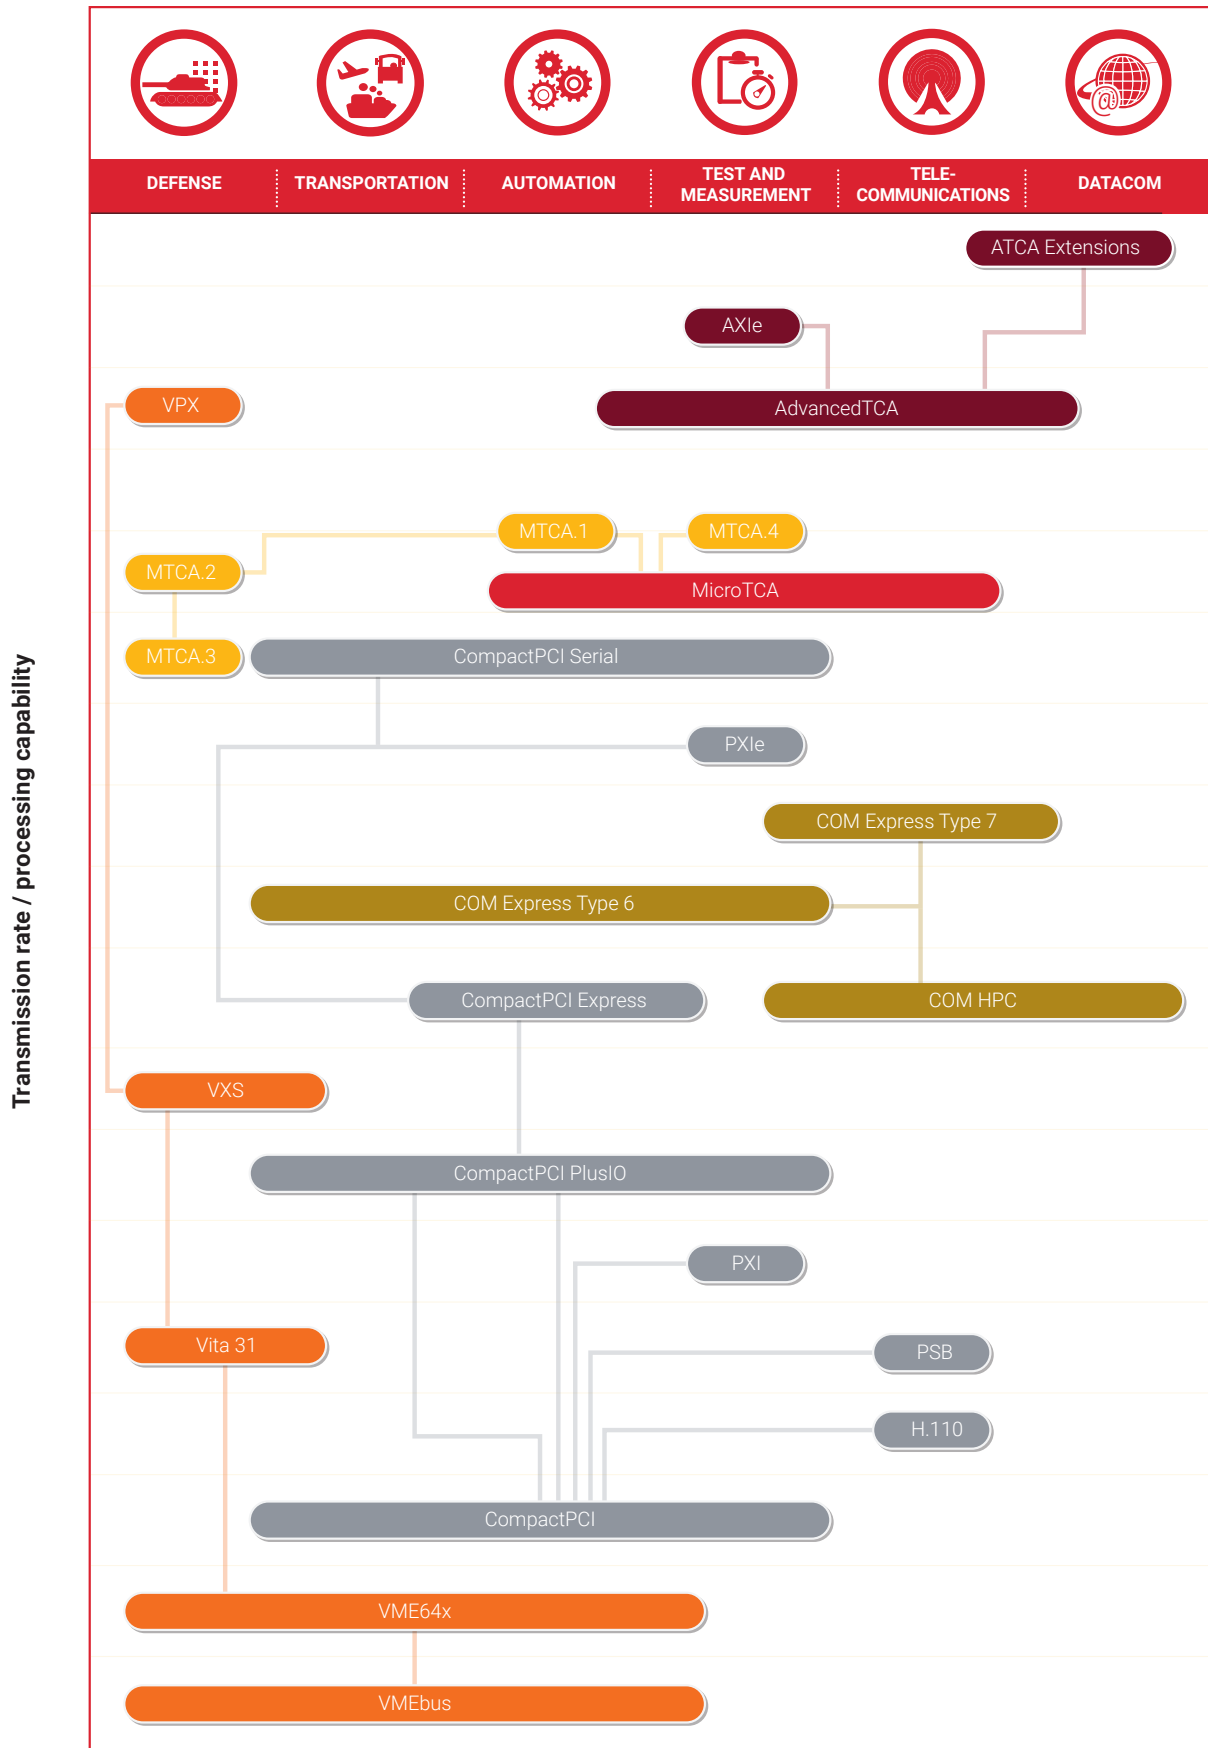 DEFENSE
TRANSPORTATION
AUTOMATION
TEST AND
MEASUREMENT
TELE-
COMMUNICATIONS
DATACOM
@
ATCA Extensions
AXIe
VPX
AdvancedTCA
MTCA.1
MTCA.4
MTCA.2
MicroTCA
MTCA.3
CompactPCI Serial
PXIe
COM Express Type 7
COM Express Type 6
CompactPCI Express
COM HPC
VXS
CompactPCI PlusIO
PXI
Vita 31
PSB
H.110
CompactPCI
VME64x
VMEbus
Transmission rate / processing capability